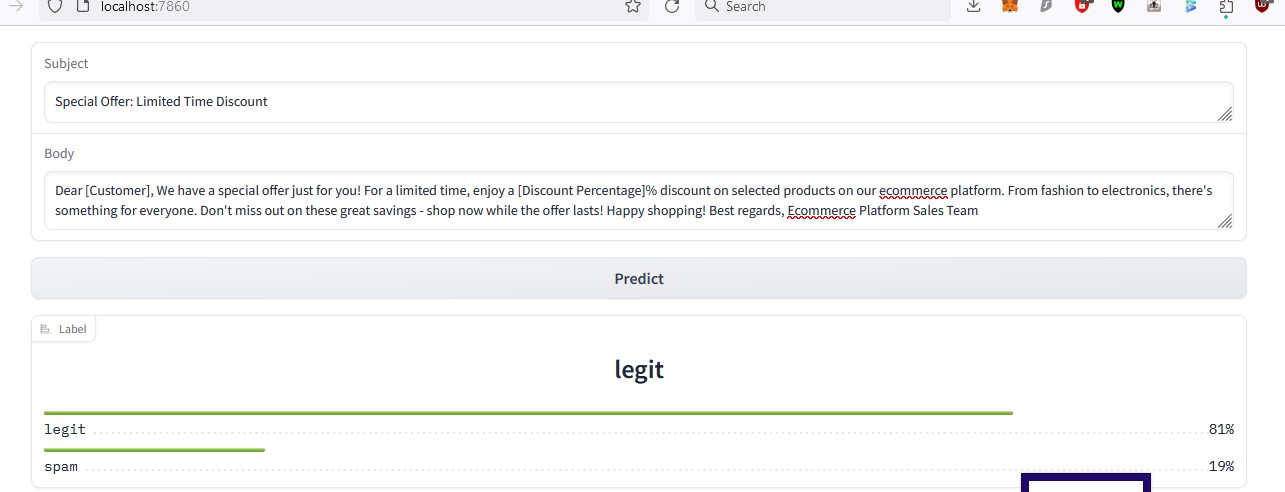 localhost:7860
Search
Subject
Special Offer: Limited Time Discount
Body
Dear [Customer], We have a special offer just for you! For a limited time, enjoy a [Discount Percentage]% discount on selected products on our ecommerce platform. From fashion to electronics, there's
something for everyone. Don't miss out on these great savings - shop now while the offer lasts! Happy shopping! Best regards, Ecommerce Platform Sales Team
Predict
Label
legit
legit 81%
spam 19%